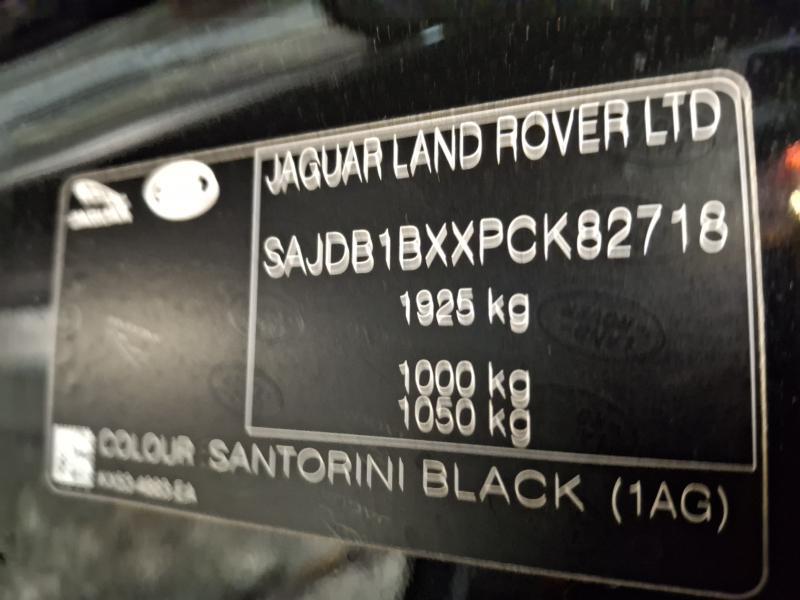 JAGUAR LAND ROVER LTD
SAJDB1BXXPCK82718
1925 kg
1000 kg
1050 kg
COLOUR SANTORINI BLACK (1AG)